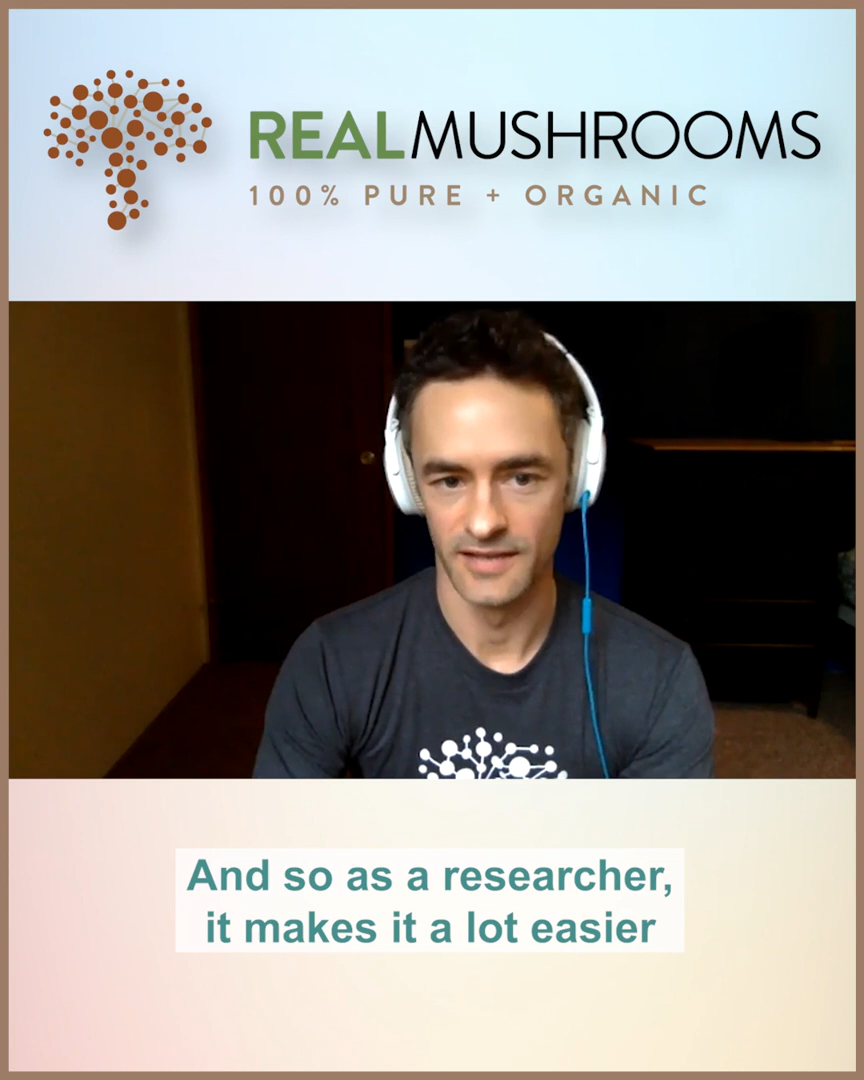 REALMUSHROOMS
100% PURE + ORGANIC
And so as a researcher,
it makes it a lot easier